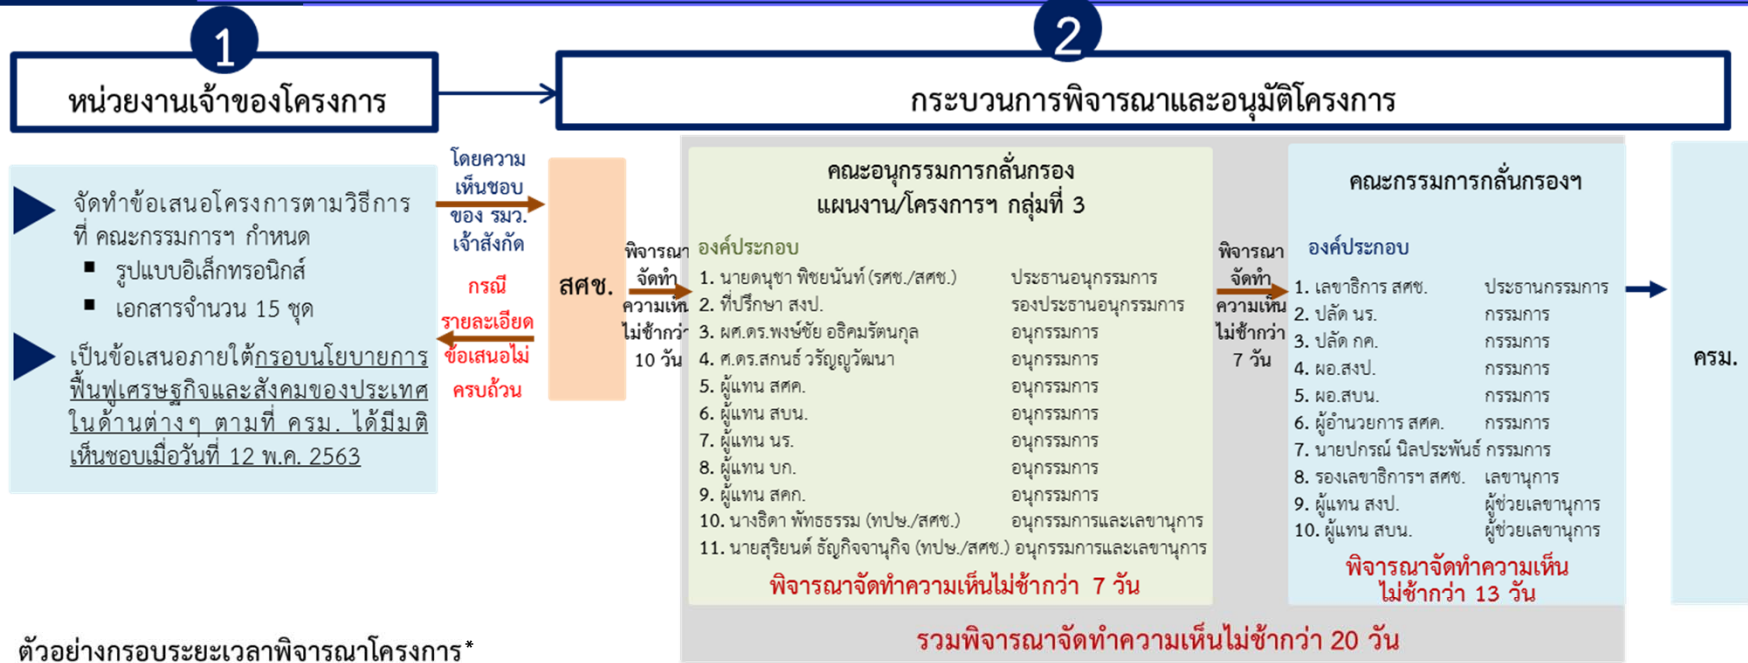 1
หน่วยงานเจ้าของโครงการ
2
กระบวนการพิจารณาและอนุมัติโครงการ
จัดทำข้อเสนอโครงการตามวิธีการ
ที่ คณะกรรมการฯ กำหนด
รูปแบบอิเล็กทรอนิกส์
เอกสารจำนวน 15 ชุด
เป็นข้อเสนอภายใต้กรอบนโยบายการ
ฟื้นฟูเศรษฐกิจและสังคมของประเทศ
ในด้านต่างๆ ตามที่ ครม. ได้มีมติ
เห็นชอบเมื่อวันที่ 12 พ.ค. 2563
โดยความ
เห็นชอบ
ของ รมว.
เจ้าสังกัด
กรณี
รายละเอียด
ข้อเสนอไม่
ครบถ้วน
สศช.
พิจารณา
จัดทำ
ความเห็น
ไม่ช้ากว่า
10 วัน
คณะอนุกรรมการกลั่นกรอง
แผนงาน/โครงการฯ กลุ่มที่ 3
องค์ประกอบ
1. นายดนุชา พิชยนันท์ (รศช./สศช.) ประธานอนุกรรมการ
2. ที่ปรึกษา สงป. รองประธานอนุกรรมการ
3. ผศ.ดร.พงษ์ชัย อธิคมรัตนกุล อนุกรรมการ
4. ศ.ดร.สกนธ์ วรัญญูวัฒนา อนุกรรมการ
5. ผู้แทน สศค. อนุกรรมการ
6. ผู้แทน สบน. อนุกรรมการ
7. ผู้แทน นร. อนุกรรมการ
8. ผู้แทน บก. อนุกรรมการ
9. ผู้แทน สคก. อนุกรรมการ
10. นางธิดา พัทธธรรม (ทปษ./สศช.) อนุกรรมการและเลขานุการ
11. นายสุริยนต์ ธัญกิจจานุกิจ (ทปษ./สศช.) อนุกรรมการและเลขานุการ
พิจารณาจัดทำความเห็นไม่ช้ากว่า 7 วัน
พิจารณา
จัดทำ
ความเห็น
ไม่ช้ากว่า
7 วัน
คณะกรรมการกลั่นกรองฯ
องค์ประกอบ
1. เลขาธิการ สศช. ประธานกรรมการ
2. ปลัด นร. กรรมการ
3. ปลัด กค. กรรมการ
4. ผอ.สงป. กรรมการ
5. ผอ.สบน. กรรมการ
6. ผู้อำนวยการ สศค. กรรมการ
7. นายปกรณ์ นิลประพันธ์ กรรมการ
8. รองเลขาธิการฯ สศช. เลขานุการ
9. ผู้แทน สงป. ผู้ช่วยเลขานุการ
10. ผู้แทน สบน. ผู้ช่วยเลขานุการ
พิจารณาจัดทำความเห็น
ไม่ช้ากว่า 13 วัน
ครม.
รวมพิจารณาจัดทำความเห็นไม่ช้ากว่า 20 วัน
ตัวอย่างกรอบระยะเวลาพิจารณาโครงการ*